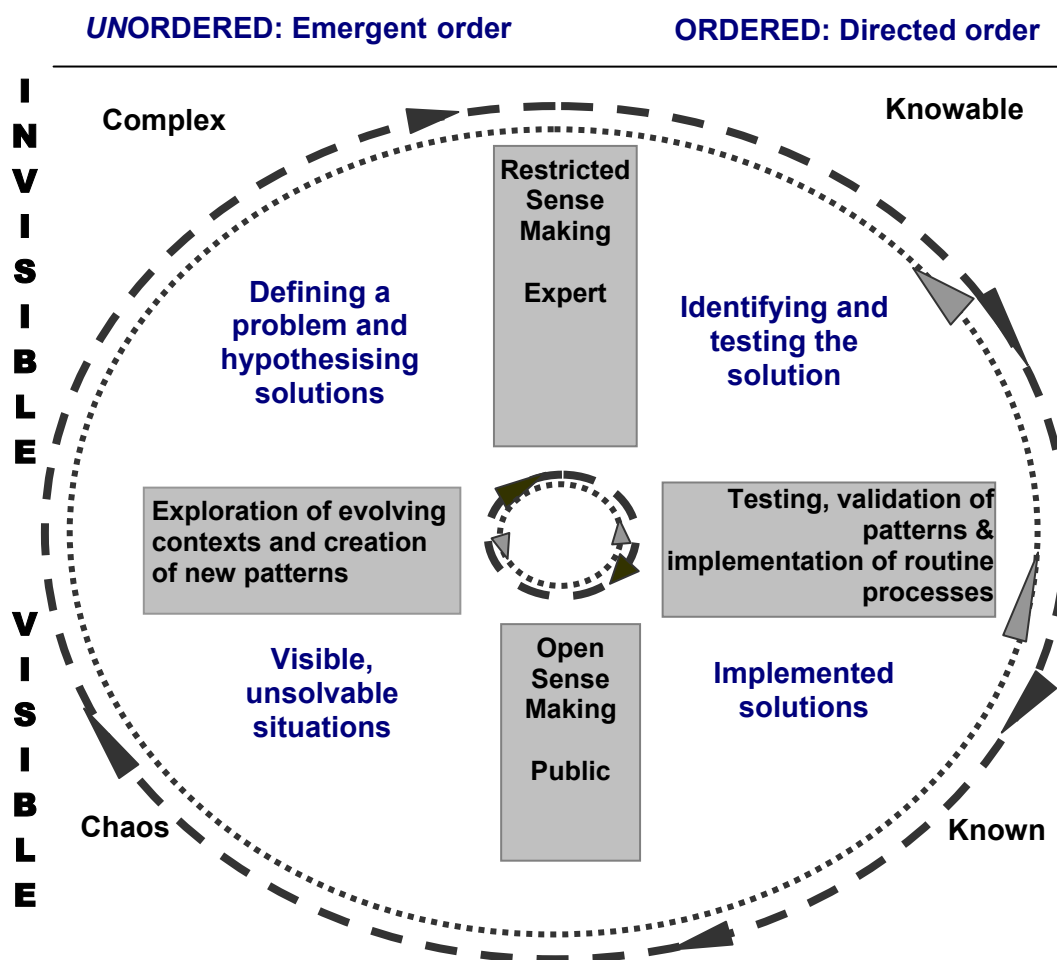 UNORDERED: Emergent order
ORDERED: Directed order
INVISIBLE
VISIBLE
Complex
Knowable
Restricted
Sense
Making
Expert
Defining a
problem and
hypothesising
solutions
Identifying and
testing the
solution
Exploration of evolving
contexts and creation
of new patterns
Testing, validation of
patterns &
implementation of routine
processes
Visible,
unsolvable
situations
Open
Sense
Making
Public
Implemented
solutions
Chaos
Known